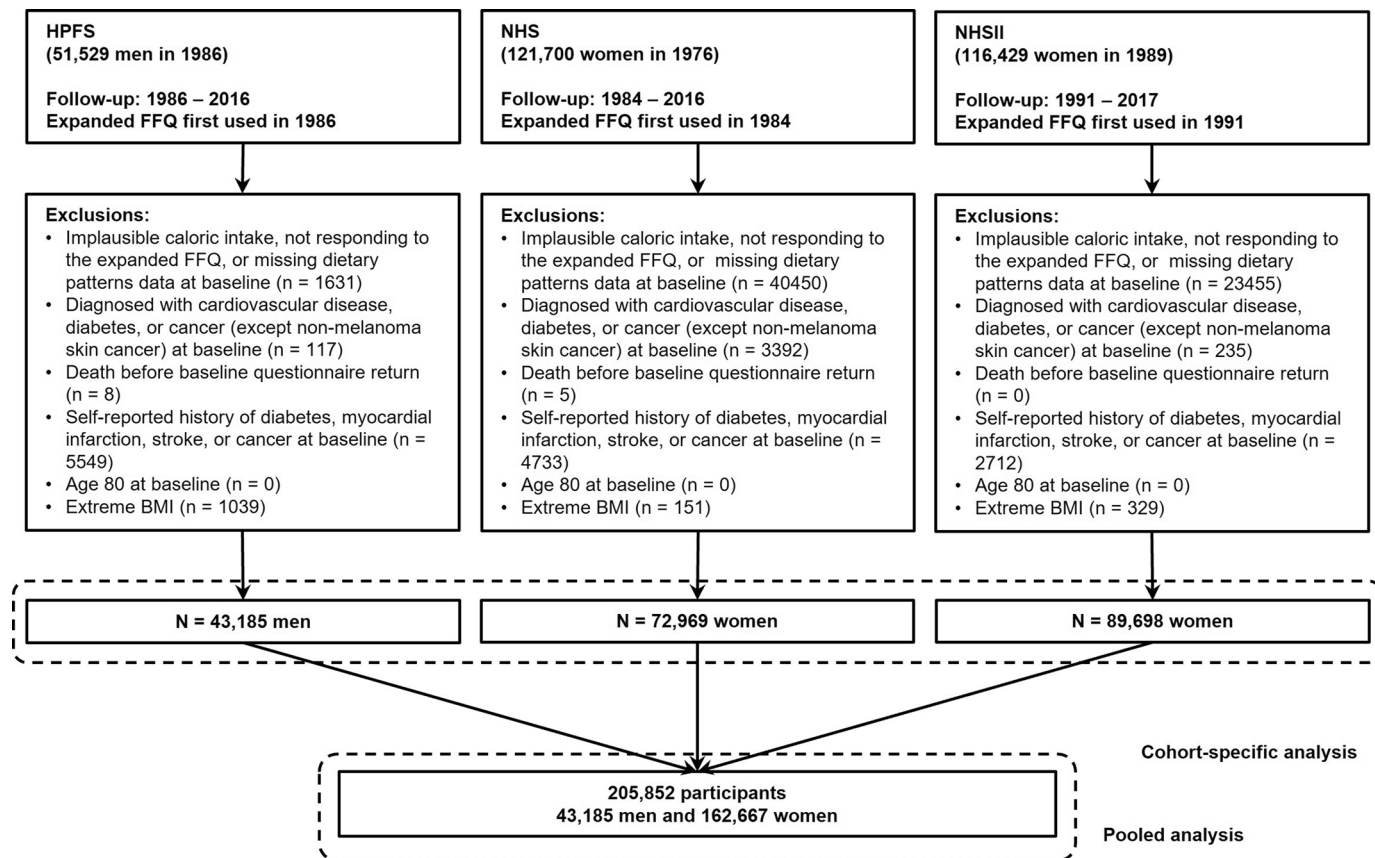 HPFS
(51,529 men in 1986)
Follow-up: 1986 – 2016
Expanded FFQ first used in 1986
NHS
(121,700 women in 1976)
Follow-up: 1984 – 2016
Expanded FFQ first used in 1984
NHSII
(116,429 women in 1989)
Follow-up: 1991 – 2017
Expanded FFQ first used in 1991
Exclusions:
• Implausible caloric intake, not responding to
the expanded FFQ, or missing dietary
patterns data at baseline (n = 1631)
• Diagnosed with cardiovascular disease,
diabetes, or cancer (except non-melanoma
skin cancer) at baseline (n = 117)
• Death before baseline questionnaire return
(n = 8)
• Self-reported history of diabetes, myocardial
infarction, stroke, or cancer at baseline (n =
5549)
• Age 80 at baseline (n = 0)
• Extreme BMI (n = 1039)
Exclusions:
• Implausible caloric intake, not responding to
the expanded FFQ, or  missing dietary
patterns data at baseline (n = 40450)
• Diagnosed with cardiovascular disease,
diabetes, or cancer (except non-melanoma
skin cancer) at baseline (n = 3392)
• Death before baseline questionnaire return
(n = 5)
• Self-reported history of diabetes, myocardial
infarction, stroke, or cancer at baseline (n =
4733)
• Age 80 at baseline (n = 0)
• Extreme BMI (n = 151)
Exclusions:
• Implausible caloric intake, not responding to
the expanded FFQ, or  missing dietary
patterns data at baseline (n = 23455)
• Diagnosed with cardiovascular disease,
diabetes, or cancer (except non-melanoma
skin cancer) at baseline (n = 235)
• Death before baseline questionnaire return
(n = 0)
• Self-reported history of diabetes, myocardial
infarction, stroke, or cancer at baseline (n =
2712)
• Age 80 at baseline (n = 0)
• Extreme BMI (n = 329)
N = 43,185 men
N = 72,969 women
N = 89,698 women
Cohort-specific analysis
205,852 participants
43,185 men and 162,667 women
Pooled analysis